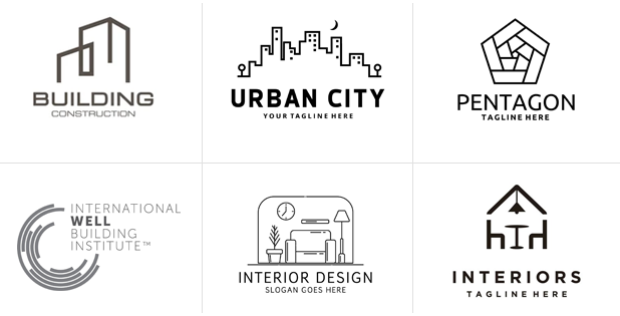 BUILDING
CONSTRUCTION
URBAN CITY
YOUR TAGLINE HERE
PENTAGON
TAGLINE HERE
INTERNATIONAL
WELL
BUILDING
INSTITUTE™
INTERIOR DESIGN
SLOGAN GOES HERE
INTERIORS
TAGLINE HERE